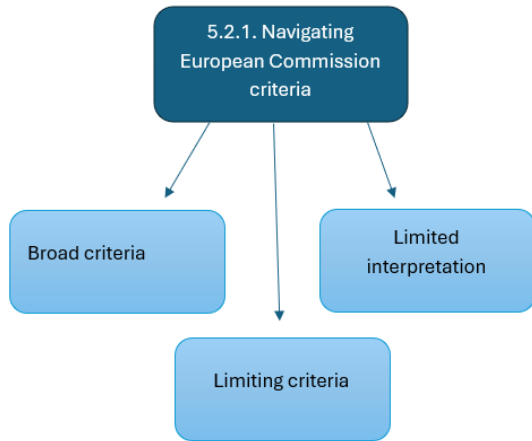 5.2.1. Navigating
European Commission
criteria
Broad criteria
Limited
interpretation
Limiting criteria